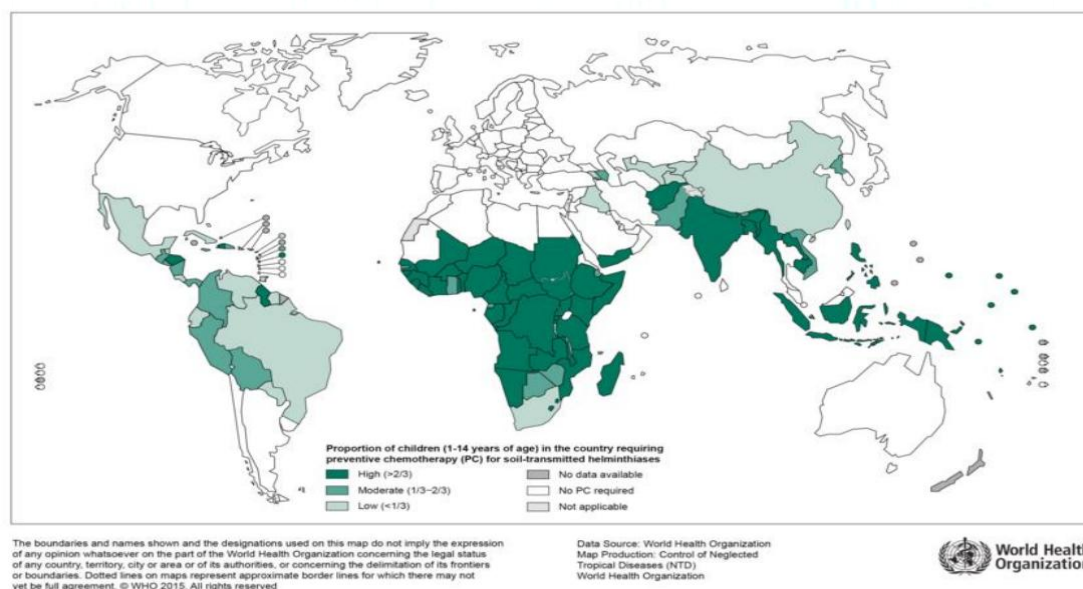 Proportion of children (1-14 years of age) in the country requiring
preventive chemotherapy (PC) for soil-transmitted helminthiases
High (>2/3)
Moderate (1/3-2/3)
Low (<1/3)
No data available
No PC required
Not applicable
The boundaries and names shown and the designations used on this map do not imply the expression
of any opinion whatsoever on the part of the World Health Organization concerning the legal status
of any country, territory, city or area or of its authorities, or concerning the delimitation of its frontiers
or boundaries. Dotted lines on maps represent approximate border lines for which there may not
yet be full agreement. © WHO 2015. All rights reserved
Data Source: World Health Organization
Map Production: Control of Neglected
Tropical Diseases (NTD)
World Health Organization
World Health
Organization